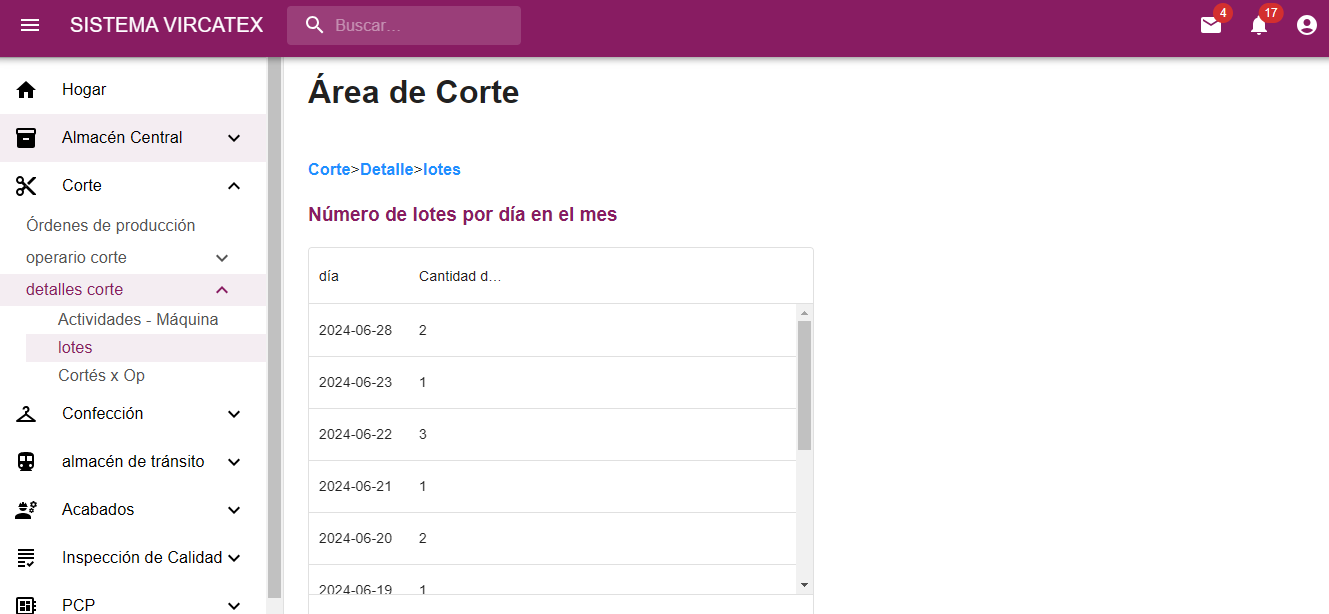 SISTEMA VIRCATEX
Buscar...
4
17
Hogar
Almacén Central
Corte
Órdenes de producción
operario corte
detalles corte
Actividades - Máquina
lotes
Cortés x Op
Confección
almacén de tránsito
Acabados
Inspección de Calidad
PCP
Área de Corte
Corte>Detalle>lotes
Número de lotes por día en el mes
día Cantidad d...
2024-06-28 2
2024-06-23 1
2024-06-22 3
2024-06-21 1
2024-06-20 2
2024-06-19 1